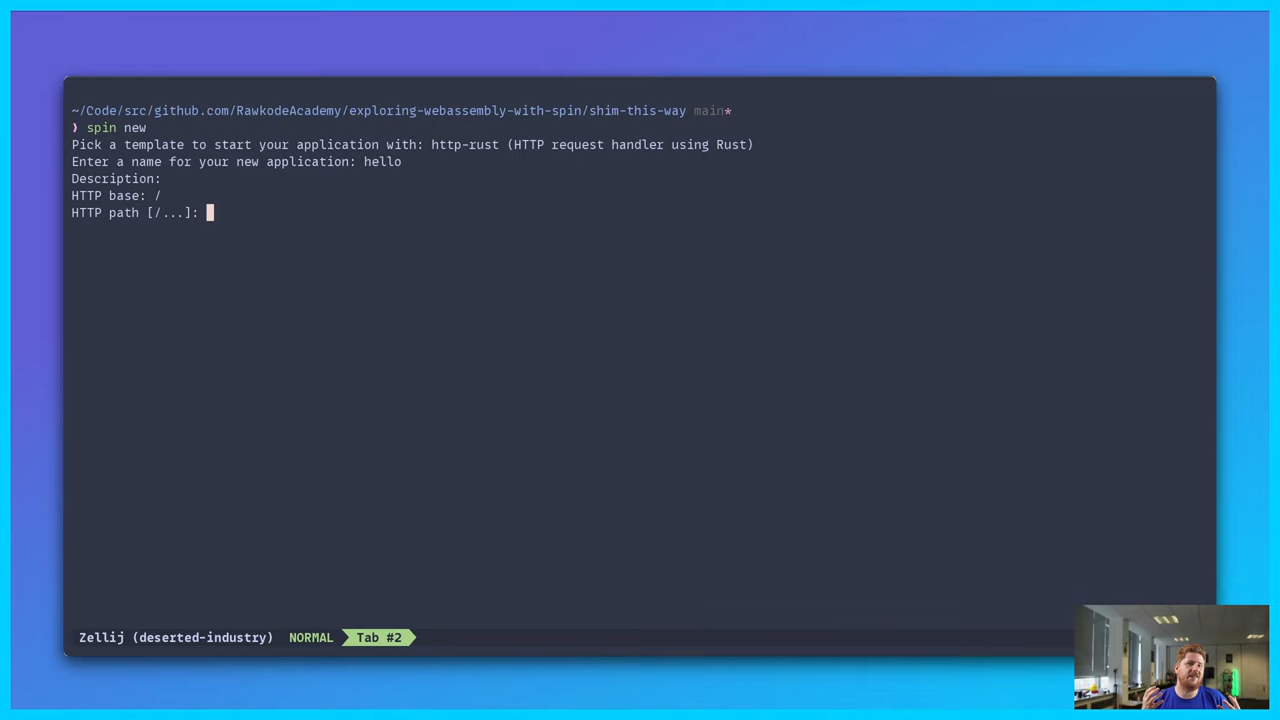 ~/Code/src/github.com/RawkodeAcademy/exploring-webassembly-with-spin/shim-this-way main*
❩ spin new
Pick a template to start your application with: http-rust (HTTP request handler using Rust)
Enter a name for your new application: hello
Description:
HTTP base: /
HTTP path [/...]:
Zellij (deserted-industry) NORMAL Tab #2